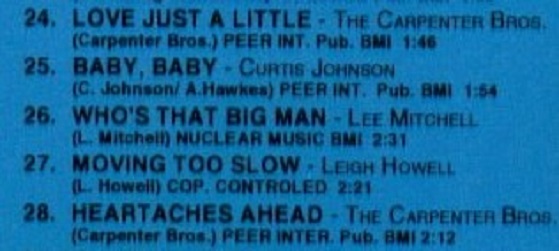 24. LOVE JUST A LITTLE - THE CARPENTER BROS.
(Carpenter Bros.) PEER INT. Pub. BMI 1:46
25. BABY, BABY - CURTIS JOHNSON
(C. Johnson/ A.Hawkes) PEER INT. Pub. BMI 1:54
26. WHO'S THAT BIG MAN - LEE MITCHELL
(L. Mitchell) NUCLEAR MUSIC BMI 2:31
27. MOVING TOO SLOW - LEIGH HOWELL
(L. Howell) COP. CONTROLED 2:21
28. HEARTACHES AHEAD - THE CARPENTER BROS
(Carpenter Bros.) PEER INTER. Pub. BMI 2:12